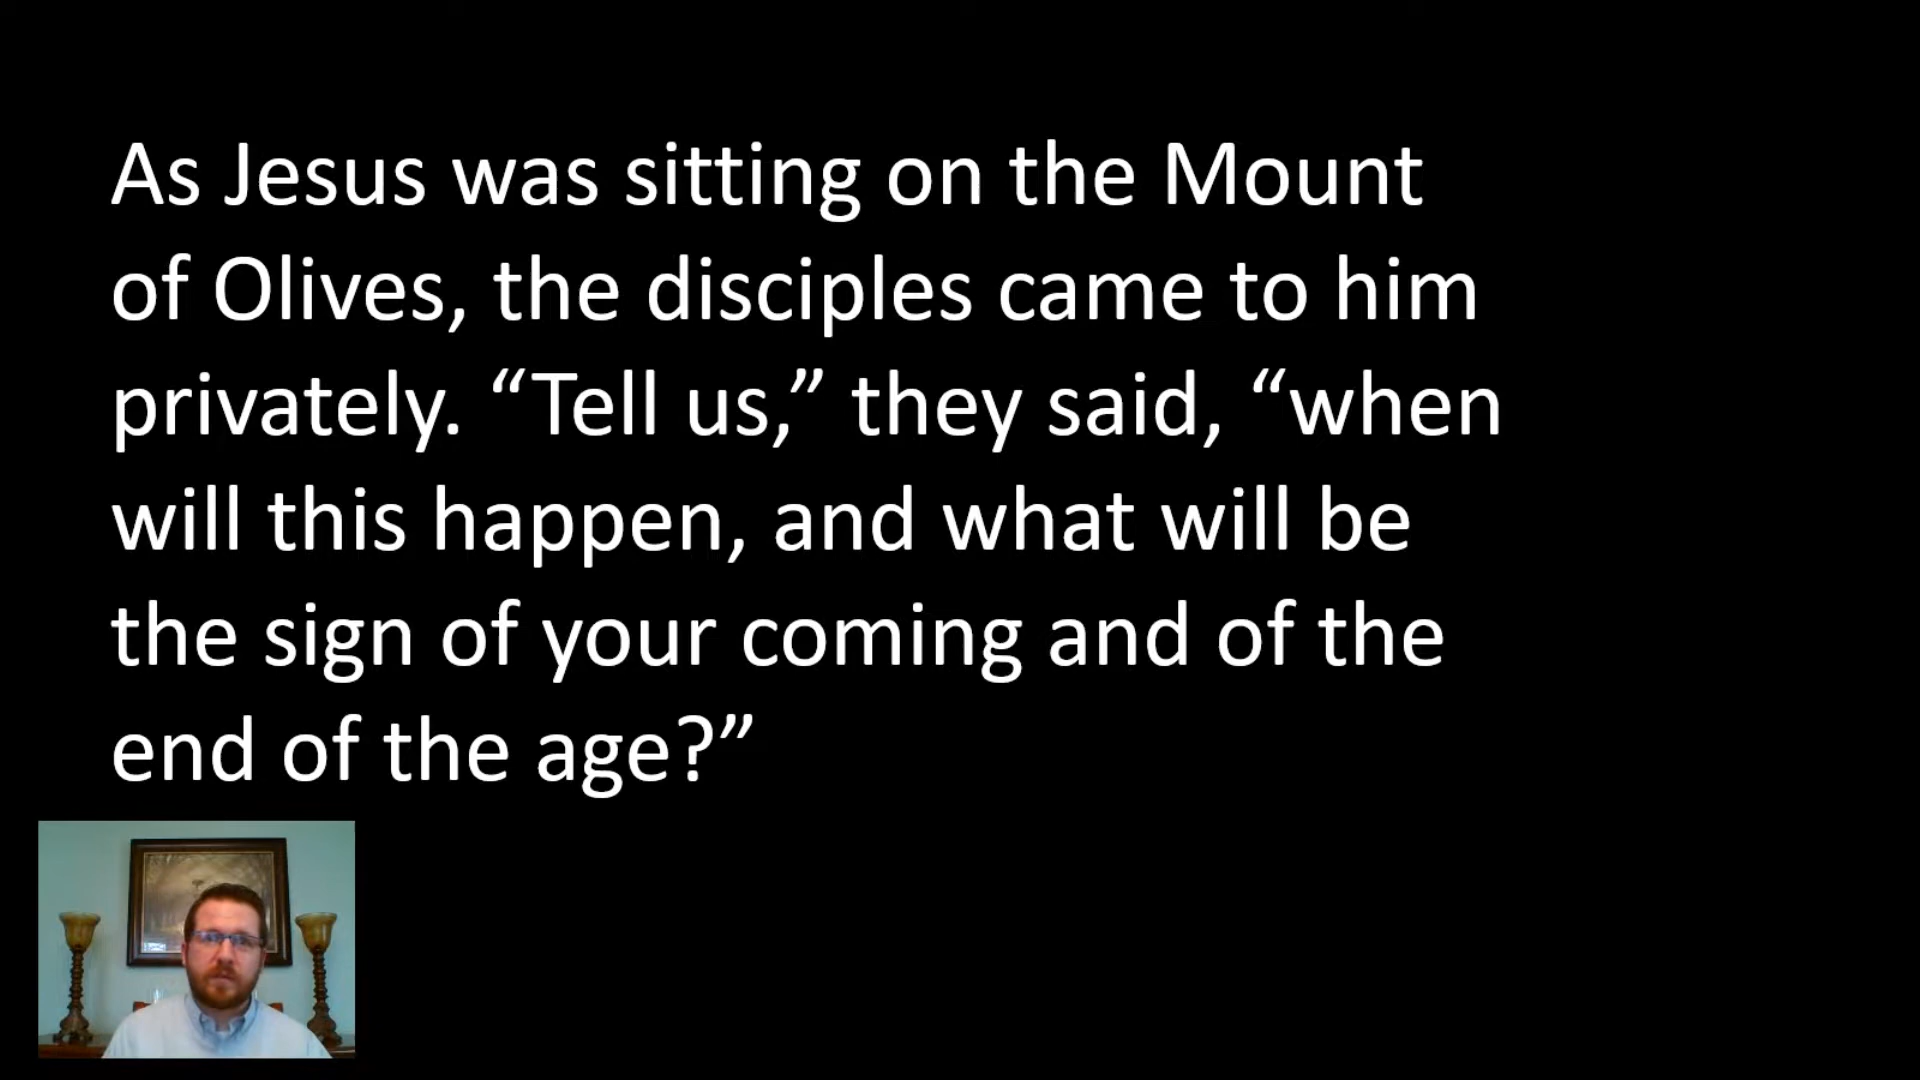 As Jesus was sitting on the Mount
of Olives, the disciples came to him
privately. “Tell us,” they said, “when
will this happen, and what will be
the sign of your coming and of the
end of the age?”